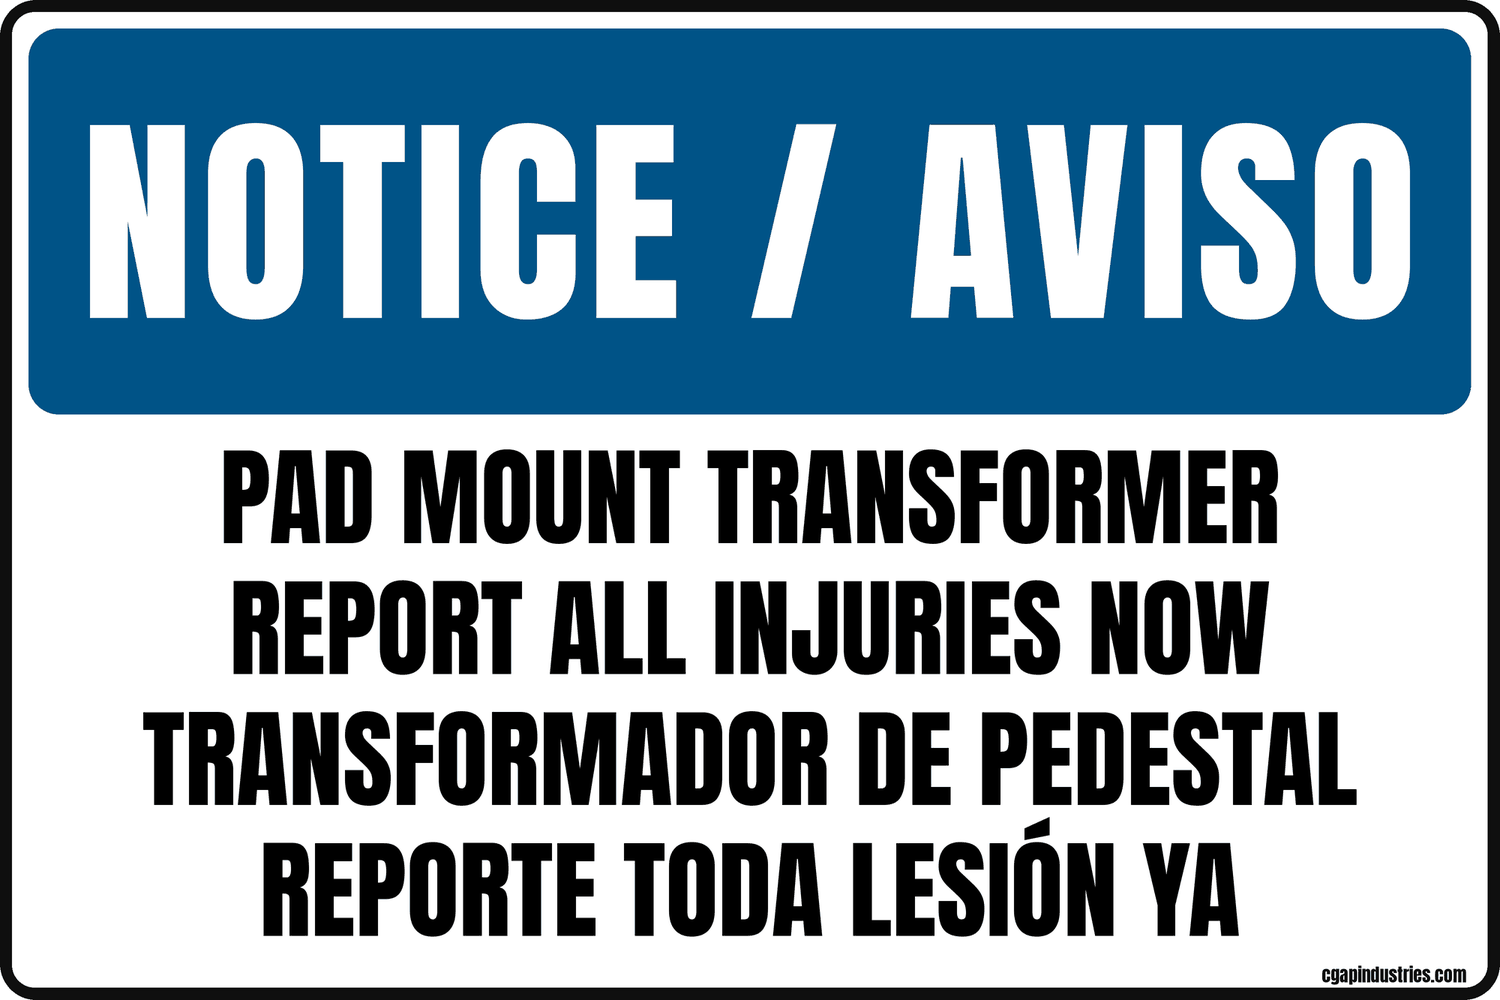 NOTICE / AVISO
PAD MOUNT TRANSFORMER
REPORT ALL INJURIES NOW
TRANSFORMADOR DE PEDESTAL
REPORTE TODA LESIÓN YA
cgapindustries.com